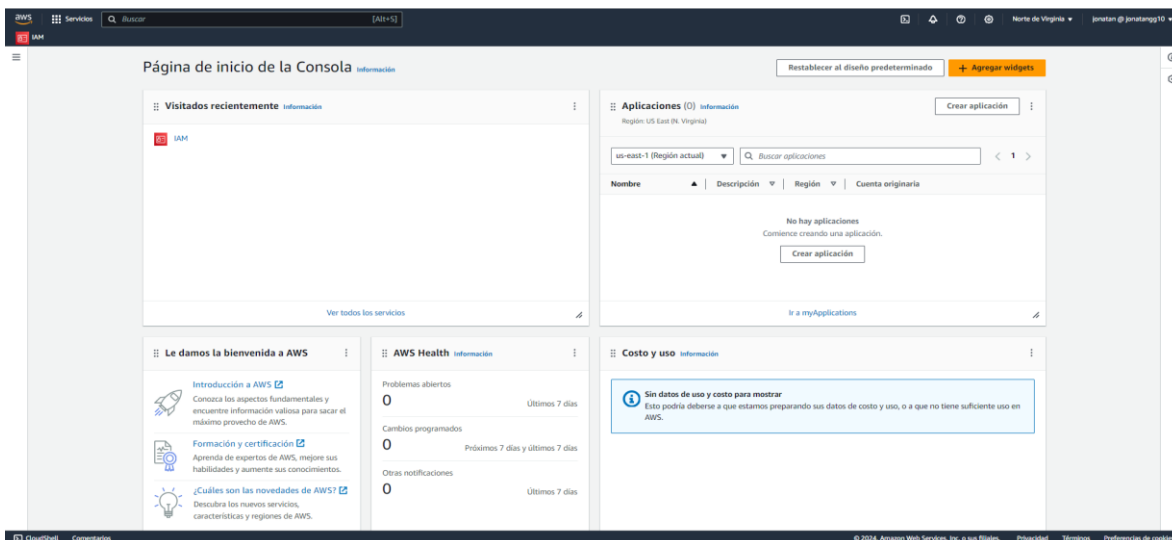 aws
Servicios
Buscar
[Alt+S]
Norte de Virginia
jonatan @ jonatangg10
IAM
Página de inicio de la Consola Información
Restablecer al diseño predeterminado
+ Agregar widgets
Visitados recientemente Información
IAM
Ver todos los servicios
Aplicaciones (0) Información
Región: US East (N. Virginia)
Crear aplicación
us-east-1 (Región actual)
Buscar aplicaciones
1
Nombre
Descripción
Región
Cuenta originaria
No hay aplicaciones
Comience creando una aplicación.
Crear aplicación
Ir a myApplications
Le damos la bienvenida a AWS
Introducción a AWS
Conozca los aspectos fundamentales y
encuentre información valiosa para sacar el
máximo provecho de AWS.
Formación y certificación
Aprenda de expertos de AWS, mejore sus
habilidades y aumente sus conocimientos.
¿Cuáles son las novedades de AWS?
Descubra los nuevos servicios,
características y regiones de AWS.
AWS Health Información
Problemas abiertos
0
Últimos 7 días
Cambios programados
0
Próximos 7 días y últimos 7 días
Otras notificaciones
0
Últimos 7 días
Costo y uso Información
Sin datos de uso y costo para mostrar
Esto podría deberse a que estamos preparando sus datos de costo y uso, o a que no tiene suficiente uso en
AWS.
CloudShell
Comentarios
© 2024, Amazon Web Services, Inc. o sus filiales.
Privacidad
Términos
Preferencias de cookies